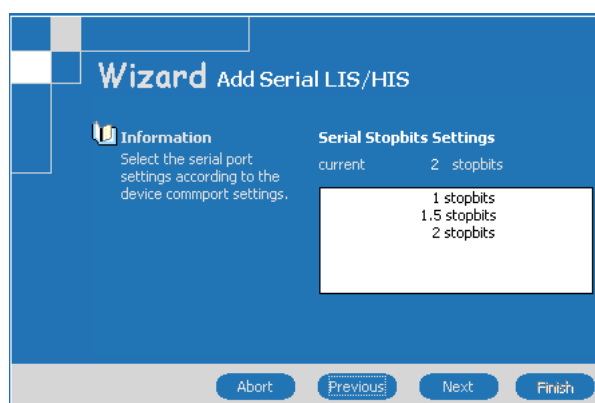 Wizard Add Serial LIS/HIS
Information
Select the serial port
settings according to the
device commport settings.
Serial Stopbits Settings
current 2 stopbits
1 stopbits
1.5 stopbits
2 stopbits
Abort Previous Next Finish